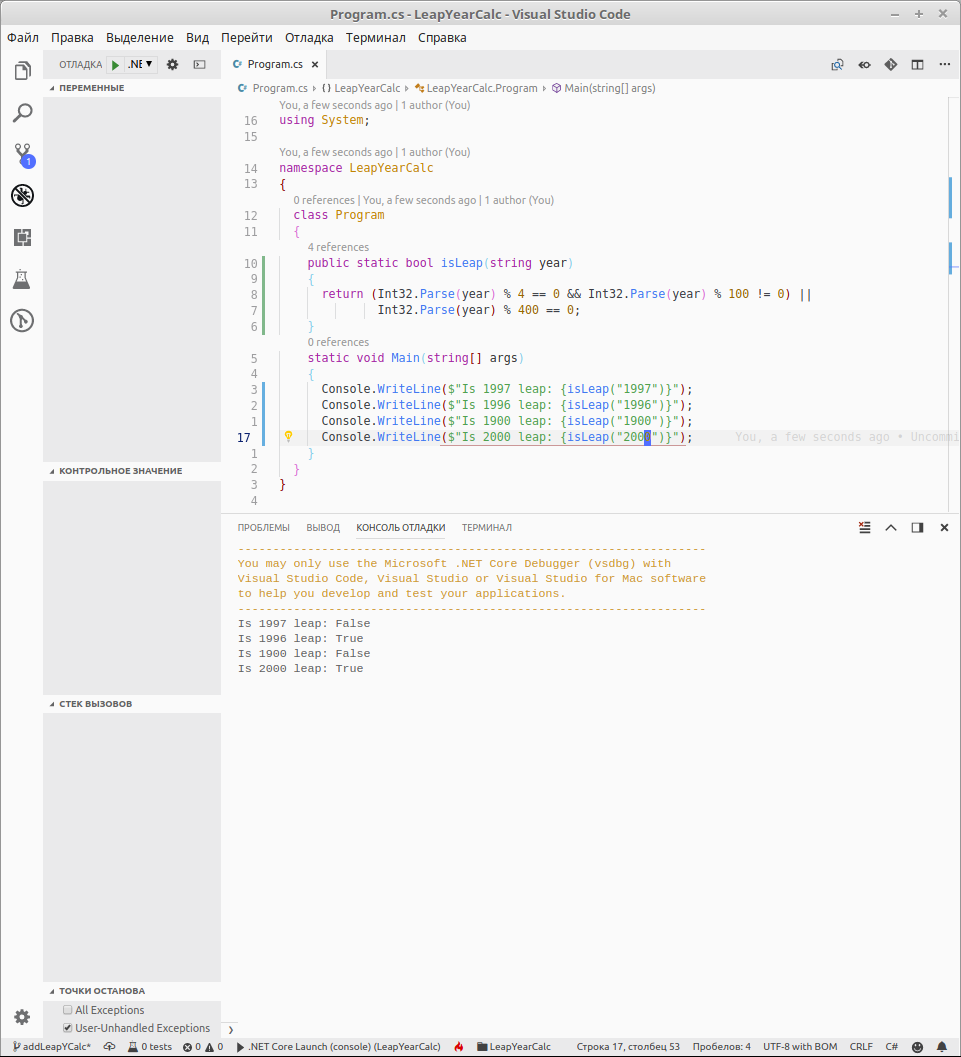 Program.cs - LeapYearCalc - Visual Studio Code
Файл Правка Выделение Вид Перейти Отладка Терминал Справка
ОТЛАДКА .NE
Program.cs
ПЕРЕМЕННЫЕ
Program.cs › { } LeapYearCalc › LeapYearCalc.Program › Main(string[] args)
You, a few seconds ago | 1 author (You)
16 using System;
15
You, a few seconds ago | 1 author (You)
14 namespace LeapYearCalc
13 {
0 references | You, a few seconds ago | 1 author (You)
12 class Program
11 {
4 references
10 public static bool isLeap(string year)
9 {
8 return (Int32.Parse(year) % 4 == 0 && Int32.Parse(year) % 100 != 0) ||
7 Int32.Parse(year) % 400 == 0;
6 }
0 references
5 static void Main(string[] args)
4 {
3 Console.WriteLine($"Is 1997 leap: {isLeap("1997")}");
2 Console.WriteLine($"Is 1996 leap: {isLeap("1996")}");
1 Console.WriteLine($"Is 1900 leap: {isLeap("1900")}");
17 Console.WriteLine($"Is 2000 leap: {isLeap("2000")}"); You, a few seconds ago • Uncommi
1 }
2 }
3 }
4
КОНТРОЛЬНОЕ ЗНАЧЕНИЕ
ПРОБЛЕМЫ ВЫВОД КОНСОЛЬ ОТЛАДКИ ТЕРМИНАЛ
-------------------------------------------------------------------
You may only use the Microsoft .NET Core Debugger (vsdbg) with
Visual Studio Code, Visual Studio or Visual Studio for Mac software
to help you develop and test your applications.
-------------------------------------------------------------------
Is 1997 leap: False
Is 1996 leap: True
Is 1900 leap: False
Is 2000 leap: True
СТЕК ВЫЗОВОВ
ТОЧКИ ОСТАНОВА
All Exceptions
User-Unhandled Exceptions
1
addLeapYCalc* 0 tests 0 0 .NET Core Launch (console) (LeapYearCalc) LeapYearCalc Строка 17, столбец 53 Пробелов: 4 UTF-8 with BOM CRLF C#